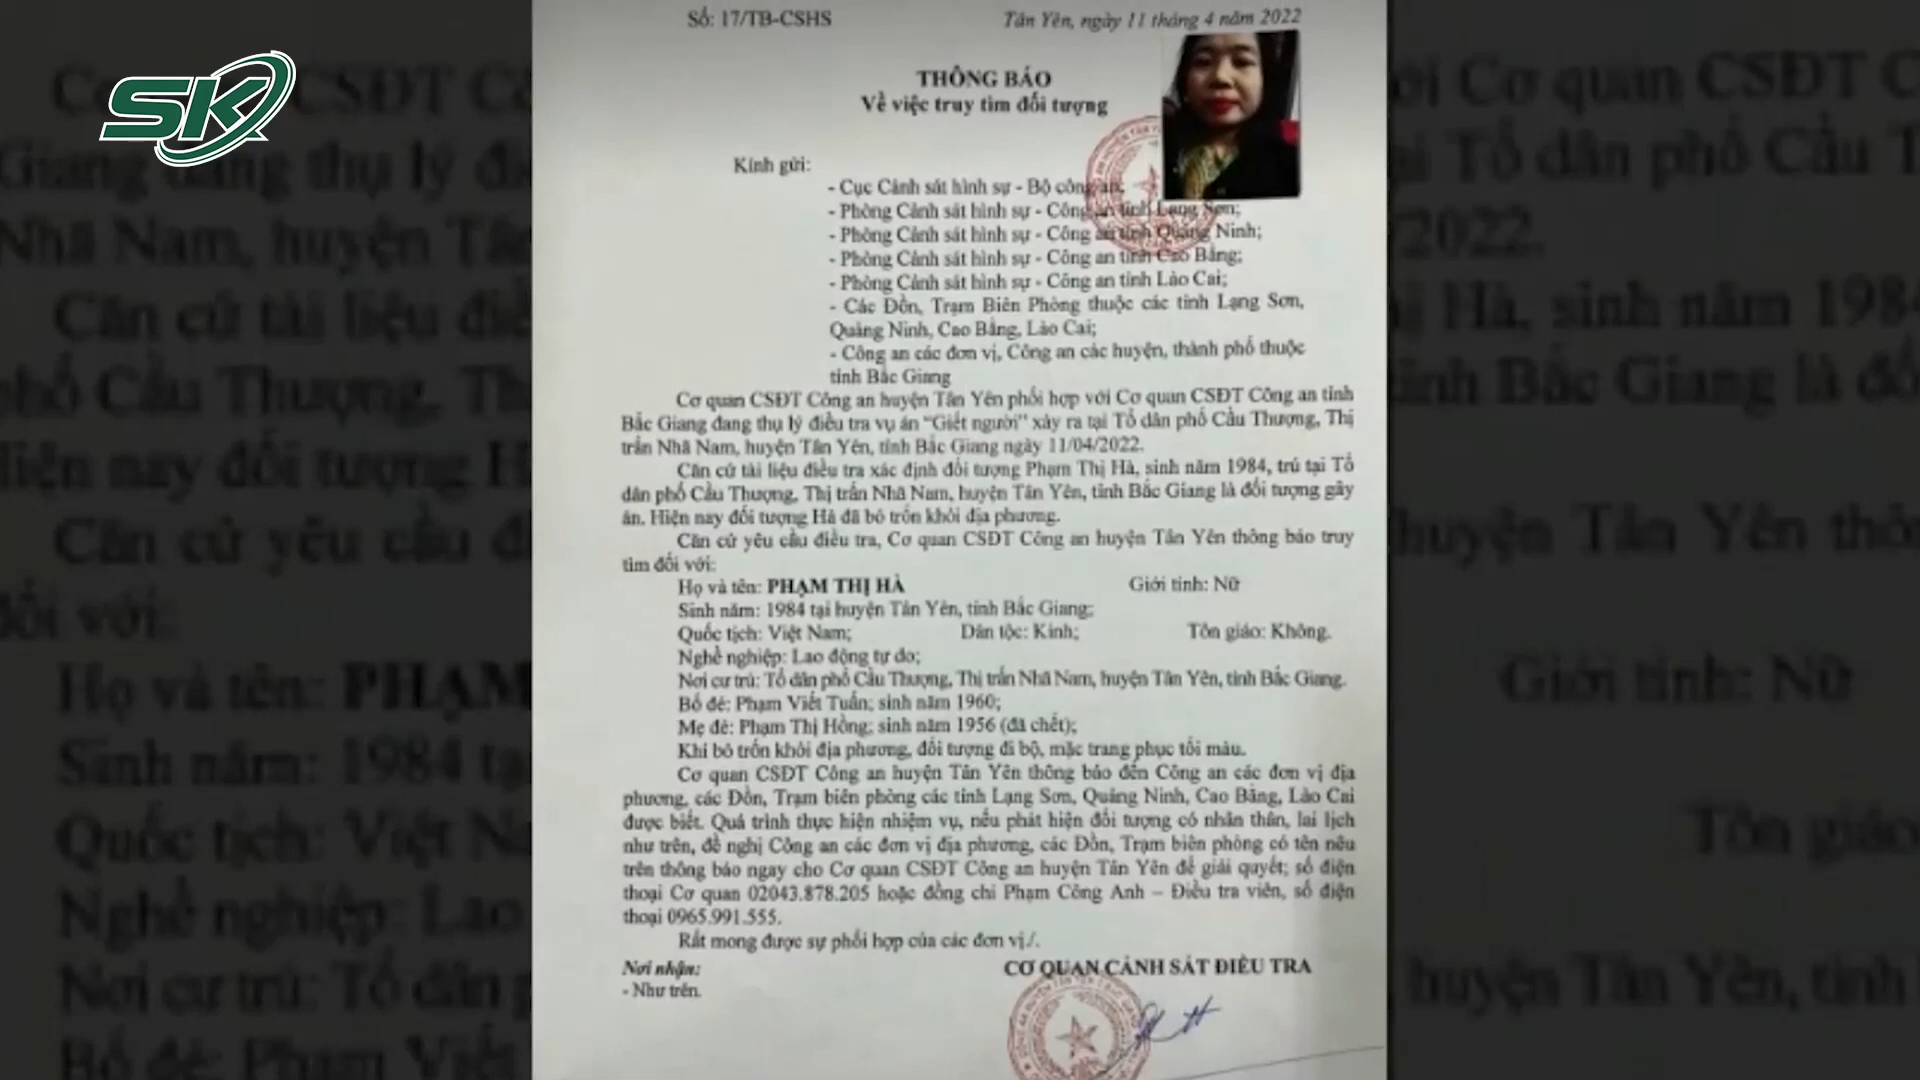 SK
Số: 17/TB-CSHS
Tân Yên, ngày 11 tháng 4 năm 2022
THÔNG BÁO
Về việc truy tìm đối tượng
Kính gửi:
- Cục Cảnh sát hình sự - Bộ công an;
- Phòng Cảnh sát hình sự - Công an tỉnh Lạng Sơn;
- Phòng Cảnh sát hình sự - Công an tỉnh Quảng Ninh;
- Phòng Cảnh sát hình sự - Công an tỉnh Cao Bằng;
- Phòng Cảnh sát hình sự - Công an tỉnh Lào Cai;
- Các Đồn, Trạm Biên Phòng thuộc các tỉnh Lạng Sơn,
Quảng Ninh, Cao Bằng, Lào Cai;
- Công an các đơn vị, Công an các huyện, thành phố thuộc
tỉnh Bắc Giang
Cơ quan CSĐT Công an huyện Tân Yên phối hợp với Cơ quan CSĐT Công an tỉnh
Bắc Giang đang thụ lý điều tra vụ án “Giết người” xảy ra tại Tổ dân phố Cầu Thượng, Thị
trấn Nhã Nam, huyện Tân Yên, tỉnh Bắc Giang ngày 11/04/2022.
Căn cứ tài liệu điều tra xác định đối tượng Phạm Thị Hà, sinh năm 1984, trú tại Tổ
dân phố Cầu Thượng, Thị trấn Nhã Nam, huyện Tân Yên, tỉnh Bắc Giang là đối tượng gây
án. Hiện nay đối tượng Hà đã bỏ trốn khỏi địa phương.
Căn cứ yêu cầu điều tra, Cơ quan CSĐT Công an huyện Tân Yên thông báo truy
tìm đối với:
Họ và tên: PHẠM THỊ HÀ Giới tính: Nữ
Sinh năm: 1984 tại huyện Tân Yên, tỉnh Bắc Giang;
Quốc tịch: Việt Nam; Dân tộc: Kinh; Tôn giáo: Không.
Nghề nghiệp: Lao động tự do;
Nơi cư trú: Tổ dân phố Cầu Thượng, Thị trấn Nhã Nam, huyện Tân Yên, tỉnh Bắc Giang.
Bố đẻ: Phạm Viết Tuấn; sinh năm 1960;
Mẹ đẻ: Phạm Thị Hồng; sinh năm 1956 (đã chết);
Khi bỏ trốn khỏi địa phương, đối tượng đi bộ, mặc trang phục tối màu.
Cơ quan CSĐT Công an huyện Tân Yên thông báo đến Công an các đơn vị địa
phương, các Đồn, Trạm biên phòng các tỉnh Lạng Sơn, Quảng Ninh, Cao Bằng, Lào Cai
được biết. Quá trình thực hiện nhiệm vụ, nếu phát hiện đối tượng có nhân thân, lai lịch
như trên, đề nghị Công an các đơn vị địa phương, các Đồn, Trạm biên phòng có tên nêu
trên thông báo ngay cho Cơ quan CSĐT Công an huyện Tân Yên để giải quyết; số điện
thoại Cơ quan 02043.878.205 hoặc đồng chí Phạm Công Anh – Điều tra viên, số điện
thoại 0965.991.555.
Rất mong được sự phối hợp của các đơn vị./.
Nơi nhận:
- Như trên.
CƠ QUAN CẢNH SÁT ĐIỀU TRA